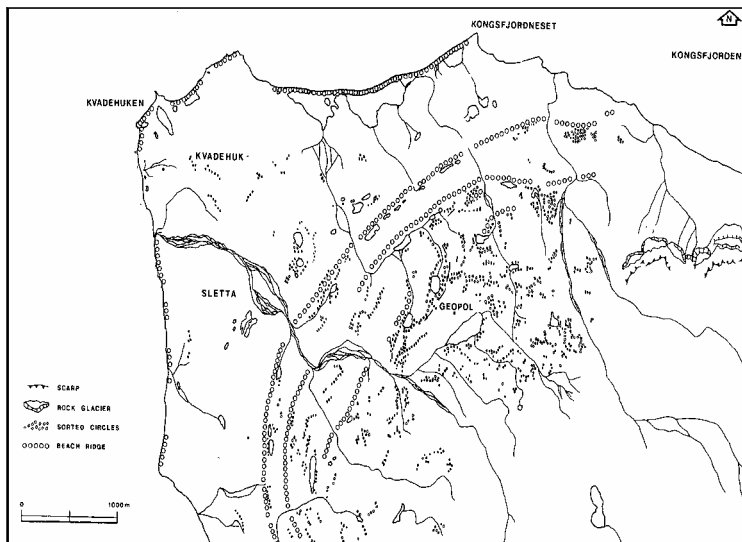 N
KONGSFJORDNESET
KONGSFJORDEN
KVADEHUKEN
KVADEHUK -
SLETTA
GEOPOL
SCARP
ROCK GLACIER
SORTED CIRCLES
BEACH RIDGE
0 1000m